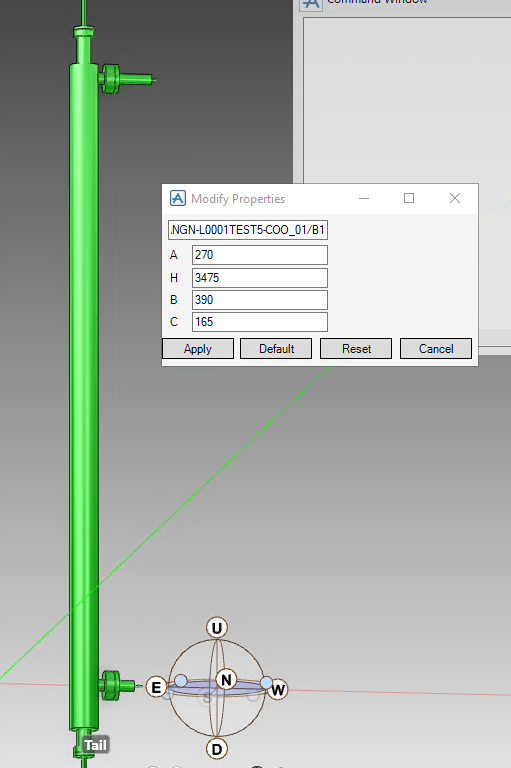 Command Window
Modify Properties
.NGN-L0001TEST5-COO_01/B1
A 270
H 3475
B 390
C 165
Apply Default Reset Cancel
U
E N W
S
D
Tail